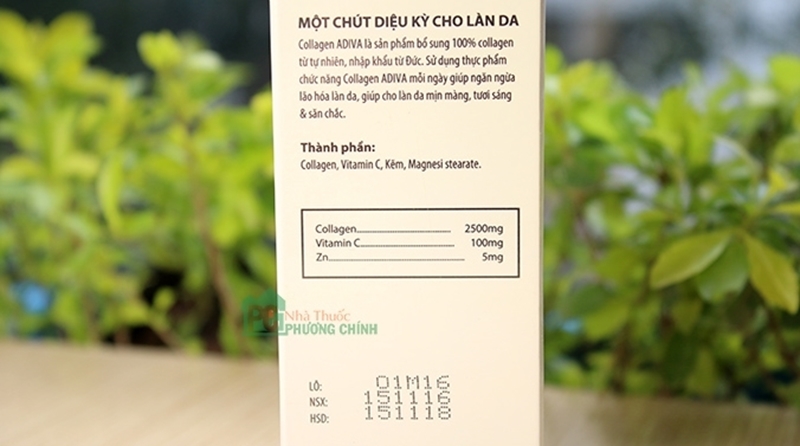 MỘT CHÚT DIỆU KỲ CHO LÀN DA
Collagen ADIVA là sản phẩm bổ sung 100% collagen
từ tự nhiên, nhập khẩu từ Đức. Sử dụng thực phẩm
chức năng Collagen ADIVA mỗi ngày giúp ngăn ngừa
lão hóa làn da, giúp cho làn da mịn màng, tươi sáng
& săn chắc.
Thành phần:
Collagen, Vitamin C, Kẽm, Magnesi stearate.
Collagen 2500mg
Vitamin C 100mg
Zn 5mg
Nhà Thuốc
PHƯƠNG CHÍNH
LÔ: 01M16
NSX: 151116
HSD: 151118